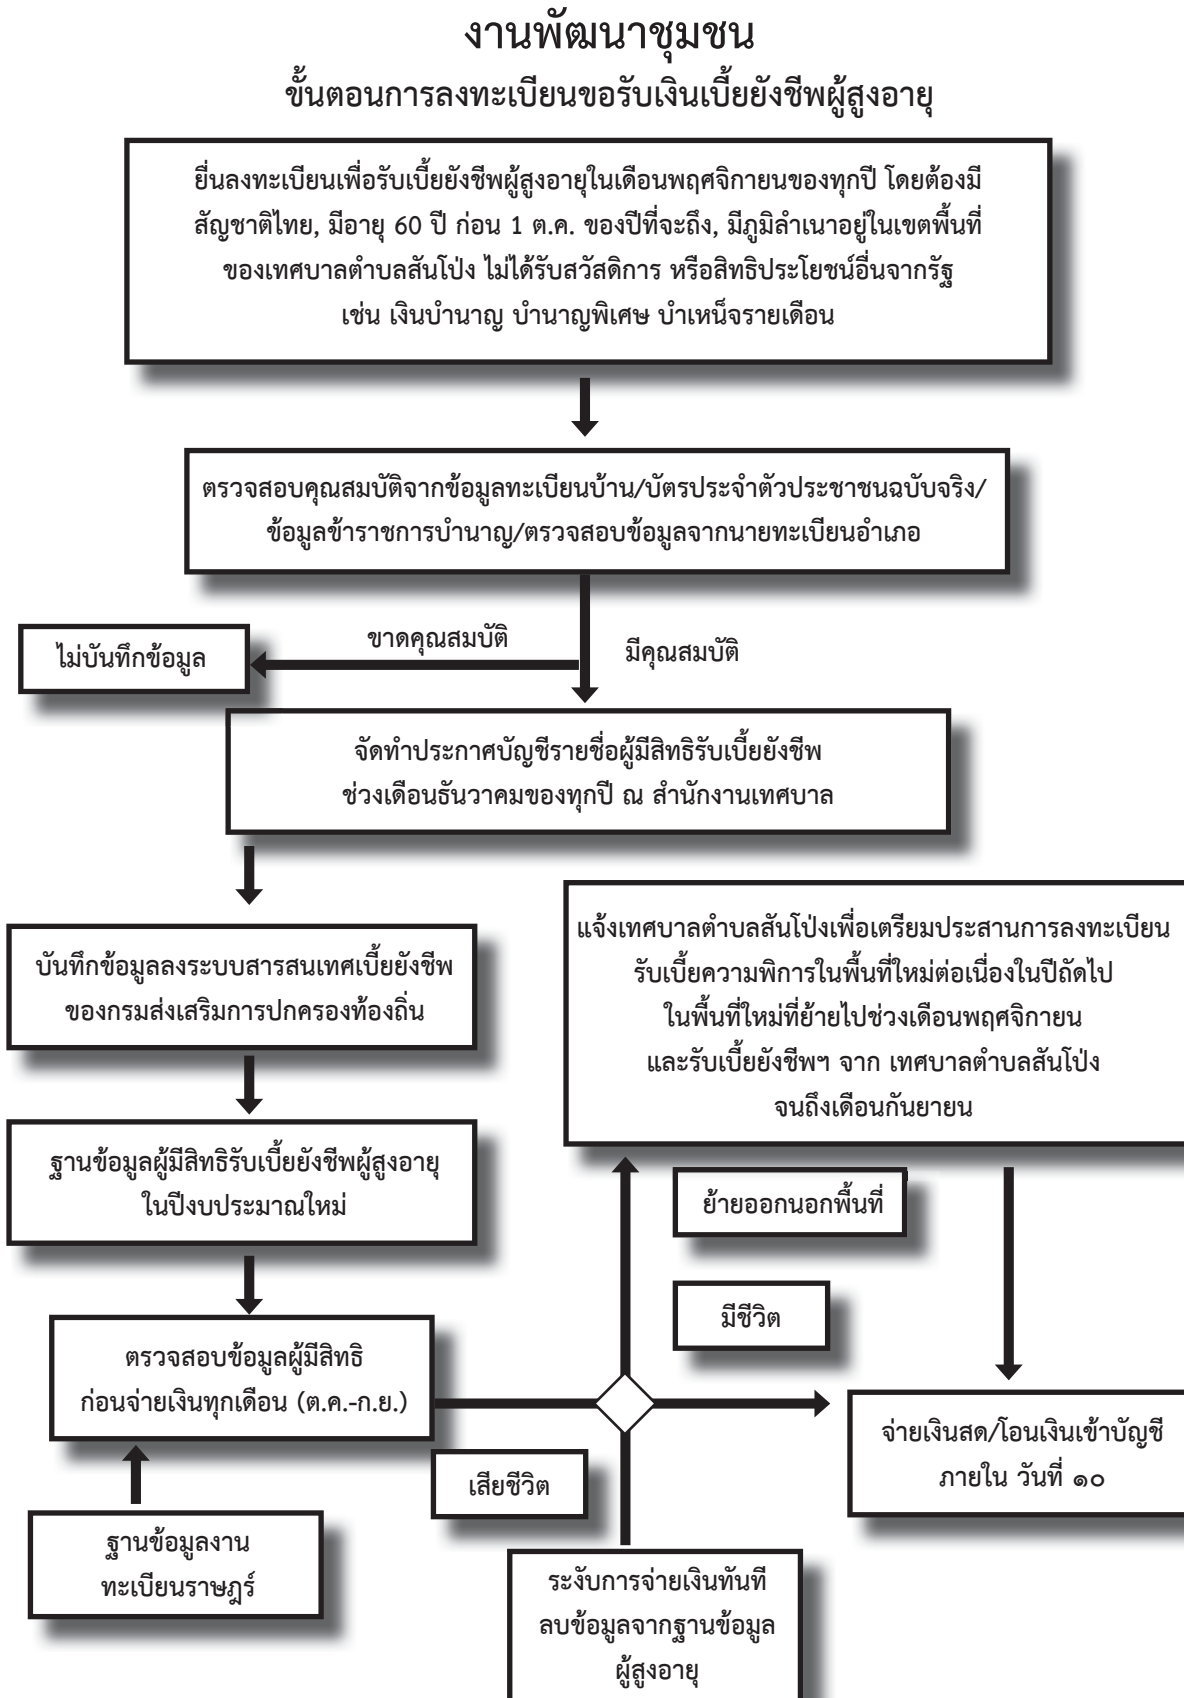 งานพัฒนาชุมชน
ขั้นตอนการลงทะเบียนขอรับเงินเบี้ยยังชีพผู้สูงอายุ
ยื่นลงทะเบียนเพื่อรับเบี้ยยังชีพผู้สูงอายุในเดือนพฤศจิกายนของทุกปี โดยต้องมี
สัญชาติไทย, มีอายุ 60 ปี ก่อน 1 ต.ค. ของปีที่จะถึง, มีภูมิลำเนาอยู่ในเขตพื้นที่
ของเทศบาลตำบลสันโป่ง ไม่ได้รับสวัสดิการ หรือสิทธิประโยชน์อื่นจากรัฐ
เช่น เงินบำนาญ บำนาญพิเศษ บำเหน็จรายเดือน
ตรวจสอบคุณสมบัติจากข้อมูลทะเบียนบ้าน/บัตรประจำตัวประชาชนฉบับจริง/
ข้อมูลข้าราชการบำนาญ/ตรวจสอบข้อมูลจากนายทะเบียนอำเภอ
ขาดคุณสมบัติ
มีคุณสมบัติ
ไม่บันทึกข้อมูล
จัดทำประกาศบัญชีรายชื่อผู้มีสิทธิรับเบี้ยยังชีพ
ช่วงเดือนธันวาคมของทุกปี ณ สำนักงานเทศบาล
บันทึกข้อมูลลงระบบสารสนเทศเบี้ยยังชีพ
ของกรมส่งเสริมการปกครองท้องถิ่น
ฐานข้อมูลผู้มีสิทธิรับเบี้ยยังชีพผู้สูงอายุ
ในปีงบประมาณใหม่
ตรวจสอบข้อมูลผู้มีสิทธิ
ก่อนจ่ายเงินทุกเดือน (ต.ค.-ก.ย.)
ฐานข้อมูลงาน
ทะเบียนราษฎร์
แจ้งเทศบาลตำบลสันโป่งเพื่อเตรียมประสานการลงทะเบียน
รับเบี้ยความพิการในพื้นที่ใหม่ต่อเนื่องในปีถัดไป
ในพื้นที่ใหม่ที่ย้ายไปช่วงเดือนพฤศจิกายน
และรับเบี้ยยังชีพฯ จาก เทศบาลตำบลสันโป่ง
จนถึงเดือนกันยายน
ย้ายออกนอกพื้นที่
มีชีวิต
จ่ายเงินสด/โอนเงินเข้าบัญชี
ภายใน วันที่ ๑๐
เสียชีวิต
ระงับการจ่ายเงินทันที
ลบข้อมูลจากฐานข้อมูล
ผู้สูงอายุ